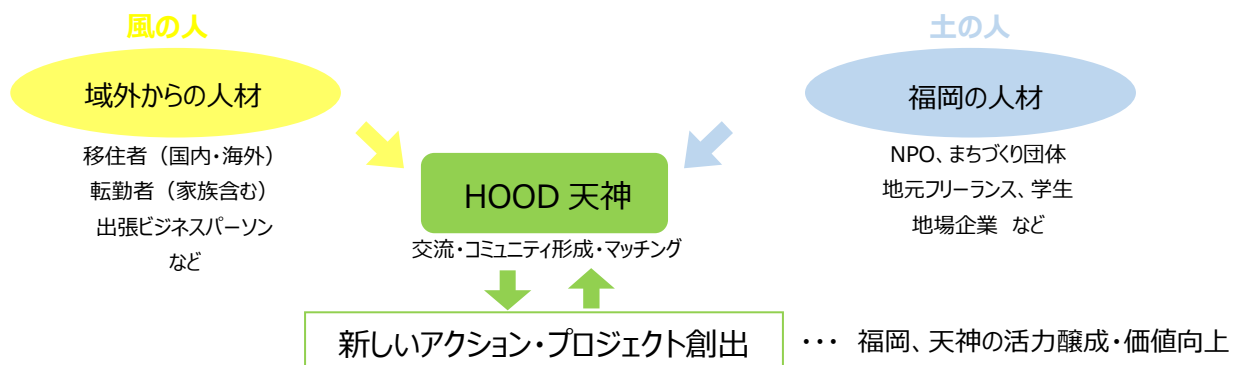 風の人
域外からの人材
移住者（国内・海外）
転勤者（家族含む）
出張ビジネスパーソン
など
土の人
福岡の人材
NPO、まちづくり団体
地元フリーランス、学生
地場企業 など
HOOD 天神
交流・コミュニティ形成・マッチング
新しいアクション・プロジェクト創出
・・・ 福岡、天神の活力醸成・価値向上